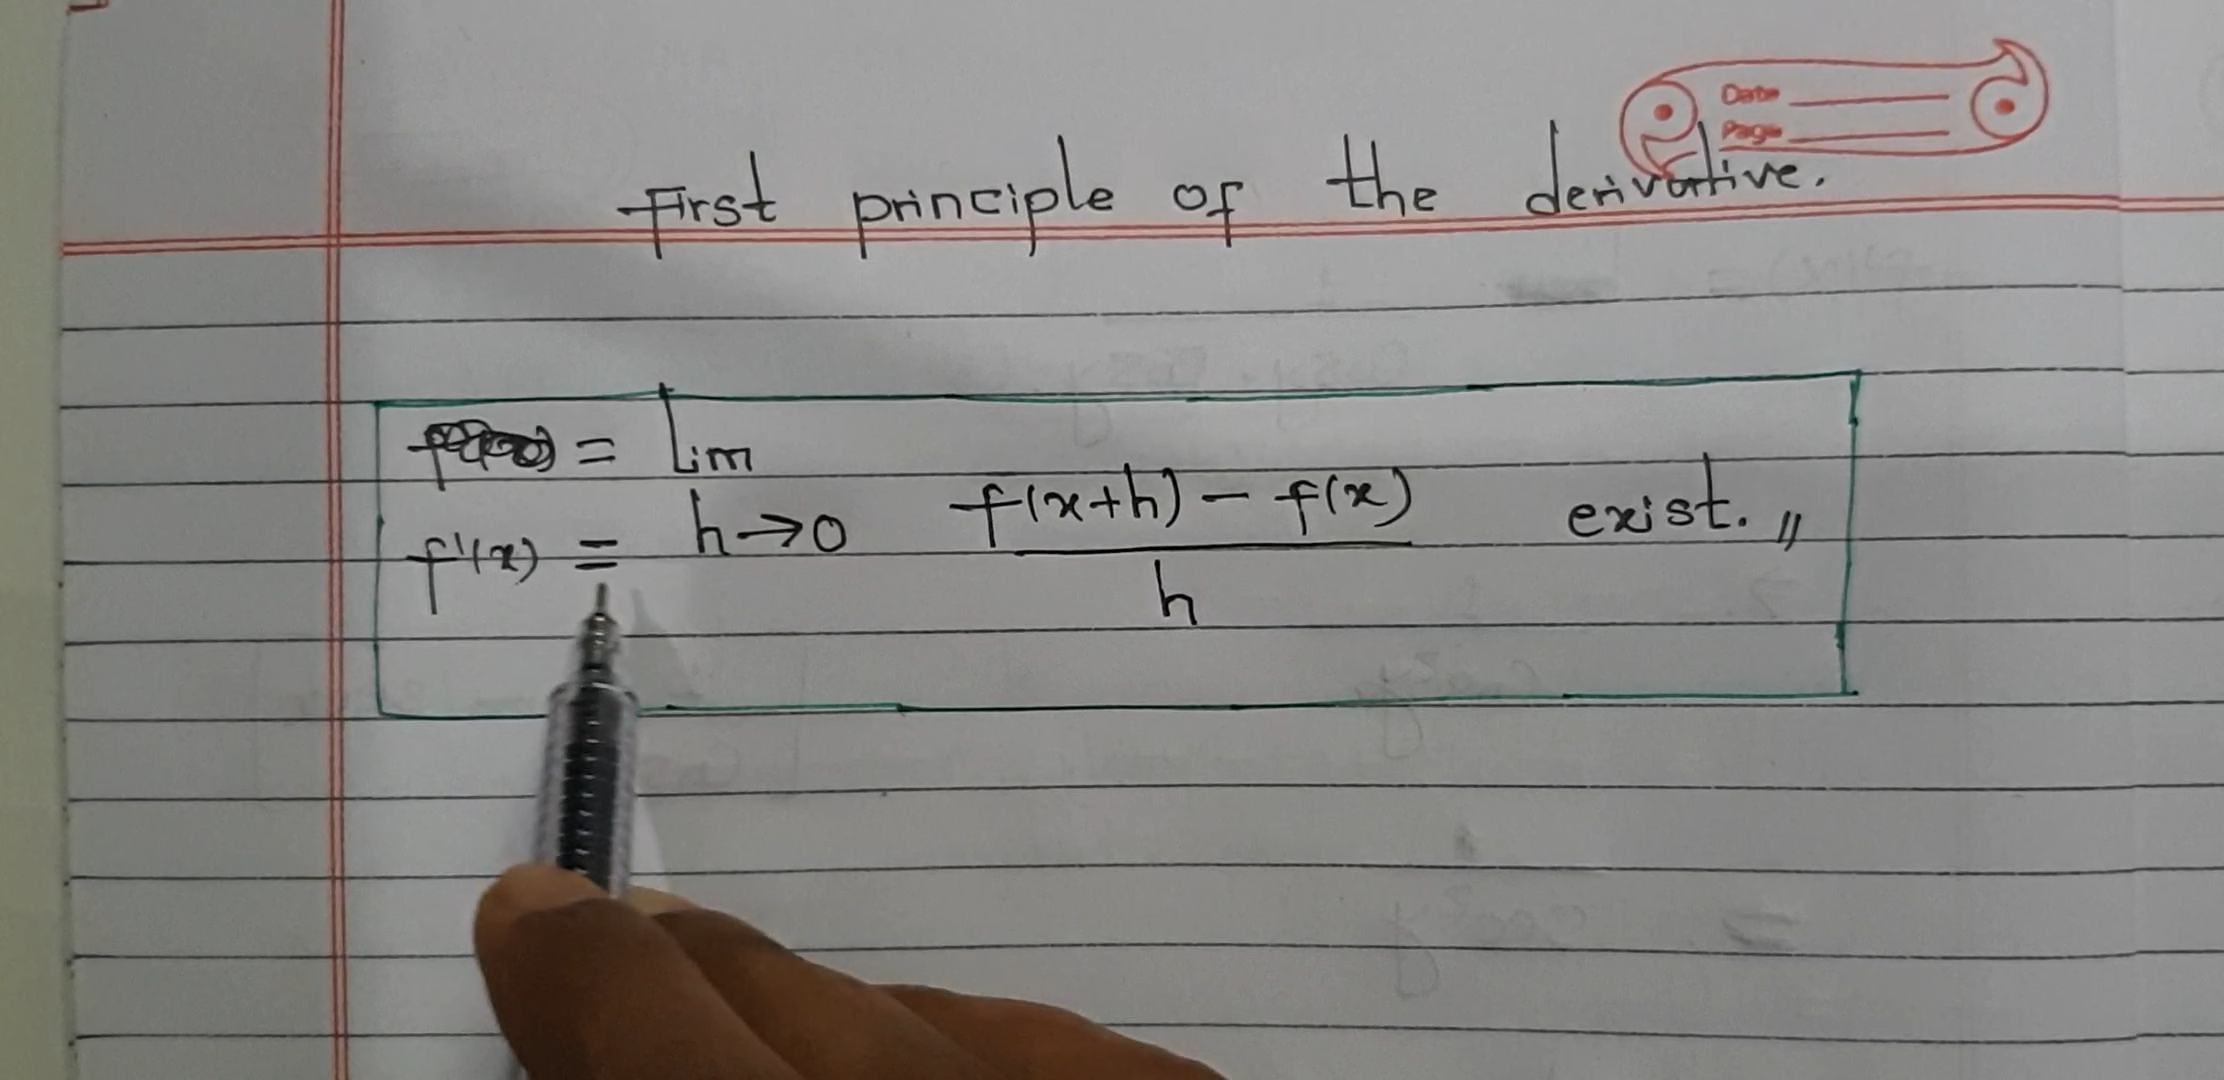 Date
Page
First principle of the derivative.
= Lim
f'(x) = h→0 f(x+h) - f(x) exist.
h